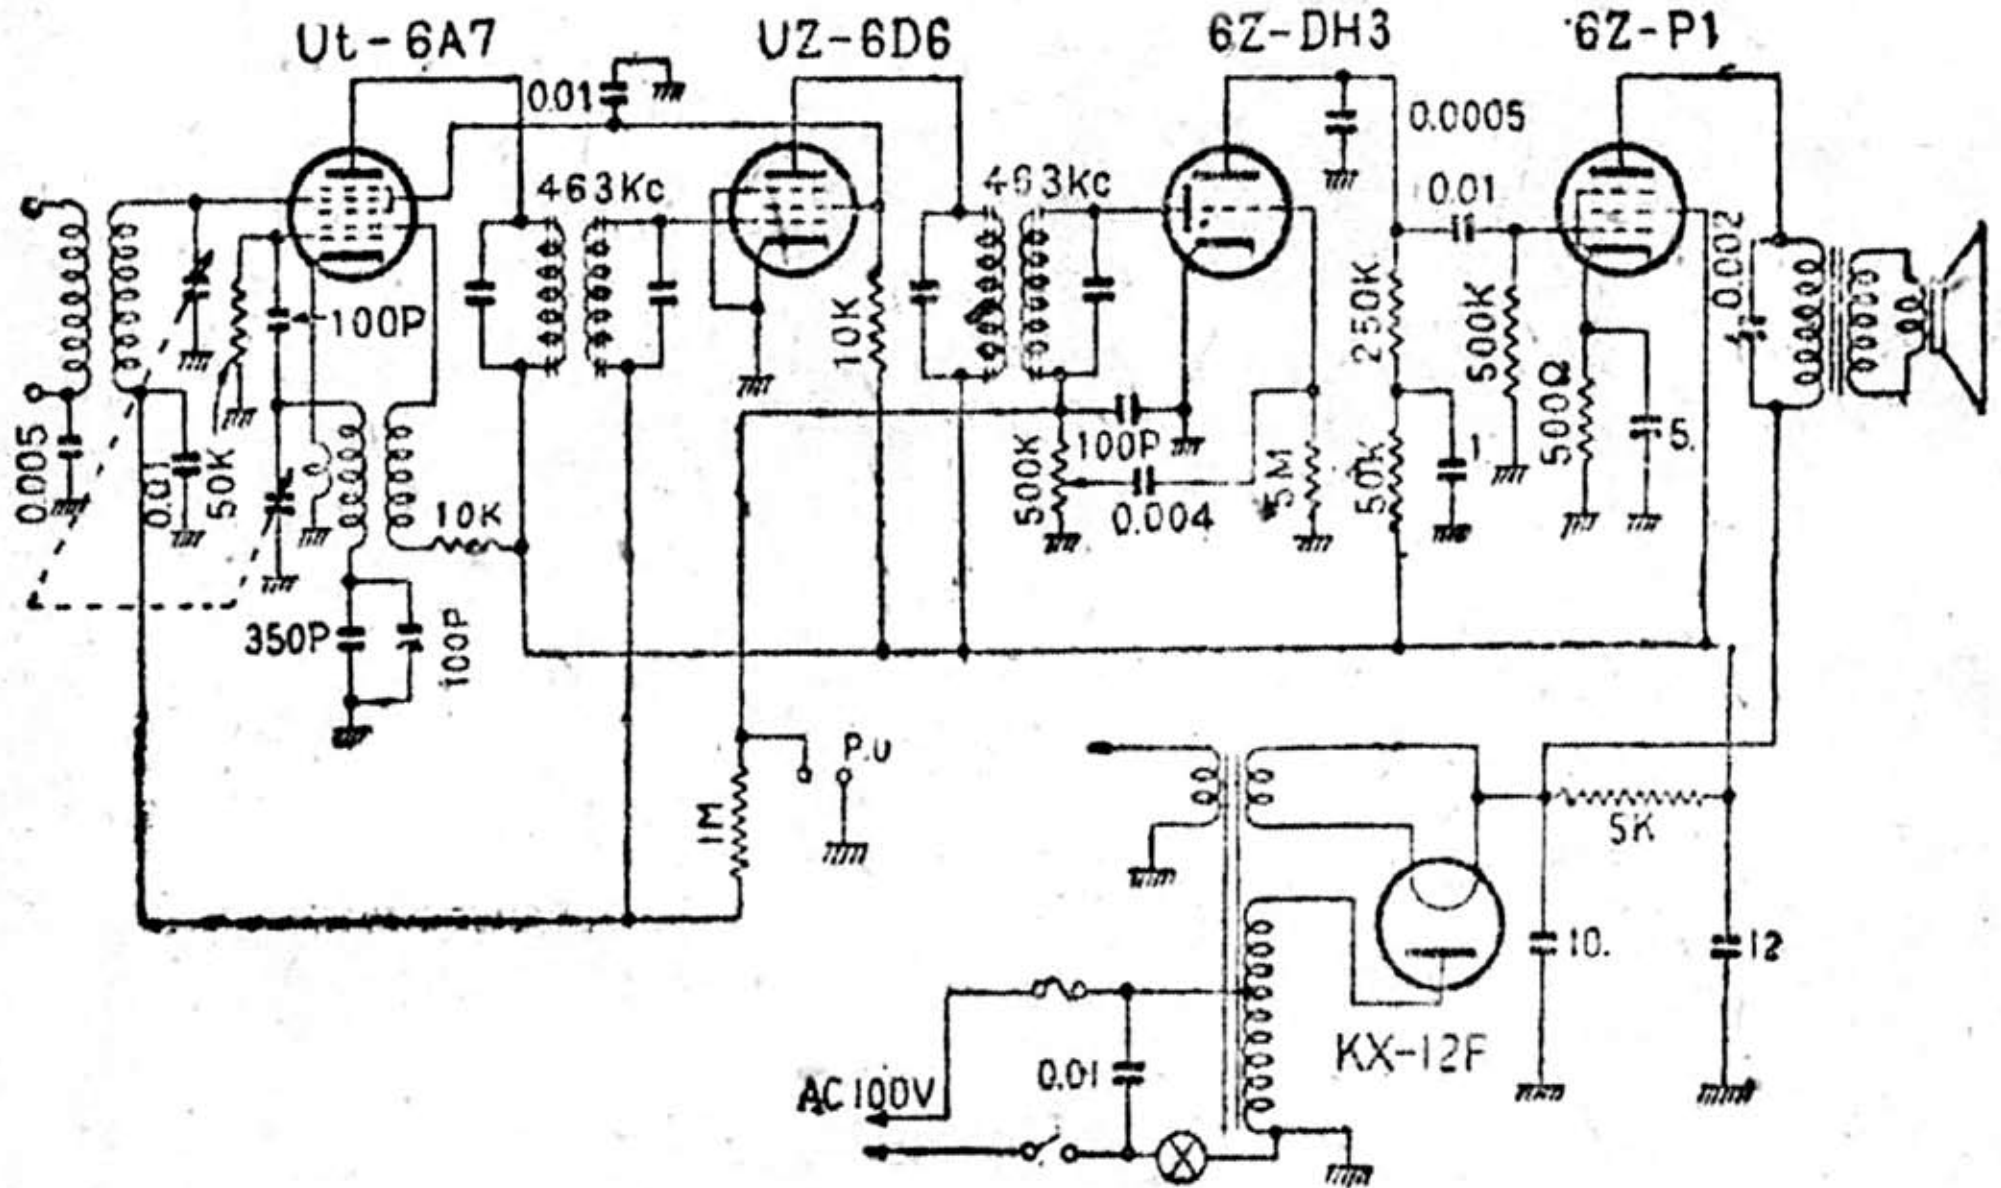 Ut-6A7
UZ-6D6
6Z-DH3
6Z-P1
0.01
0.0005
463Kc
463Kc
0.01
0.002
100P
10K
250K
500K
500Ω
5.
0.005
0.01
50K
10K
500K
100P
0.004
5M
50K
1
350P
100P
P.U
1M
5K
10.
12
KX-12F
0.01
AC100V